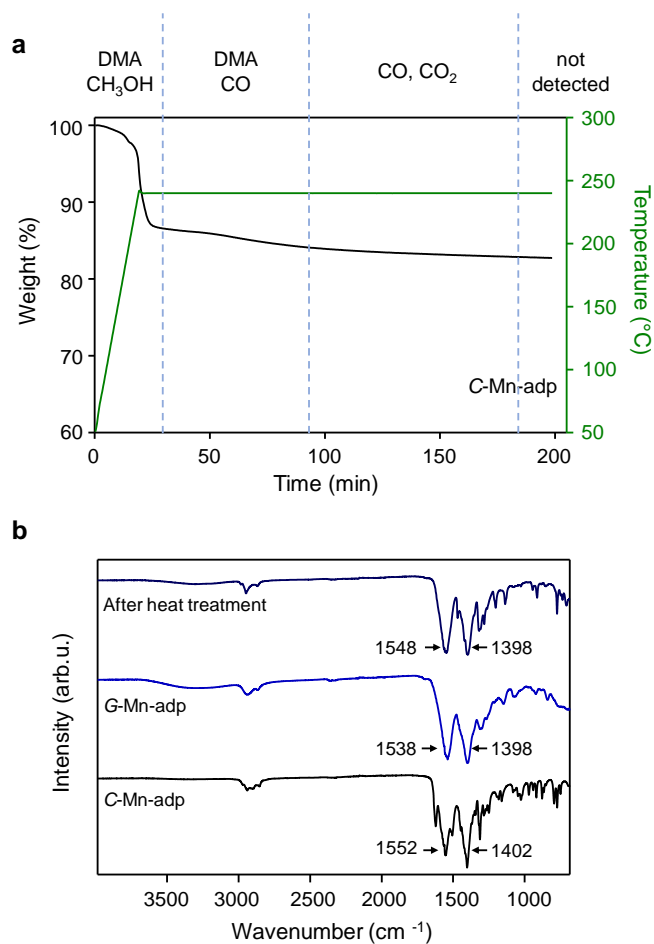 a
DMA
CH₃OH
DMA
CO
CO, CO₂
not
detected
100
90
80
70
60
Weight (%)
300
250
200
150
100
50
Temperature (°C)
C-Mn-adp
0
50
100
150
200
Time (min)
b
After heat treatment
1548
1398
G-Mn-adp
1538
1398
C-Mn-adp
1552
1402
Intensity (arb.u.)
3500
3000
2500
2000
1500
1000
Wavenumber (cm ⁻¹)